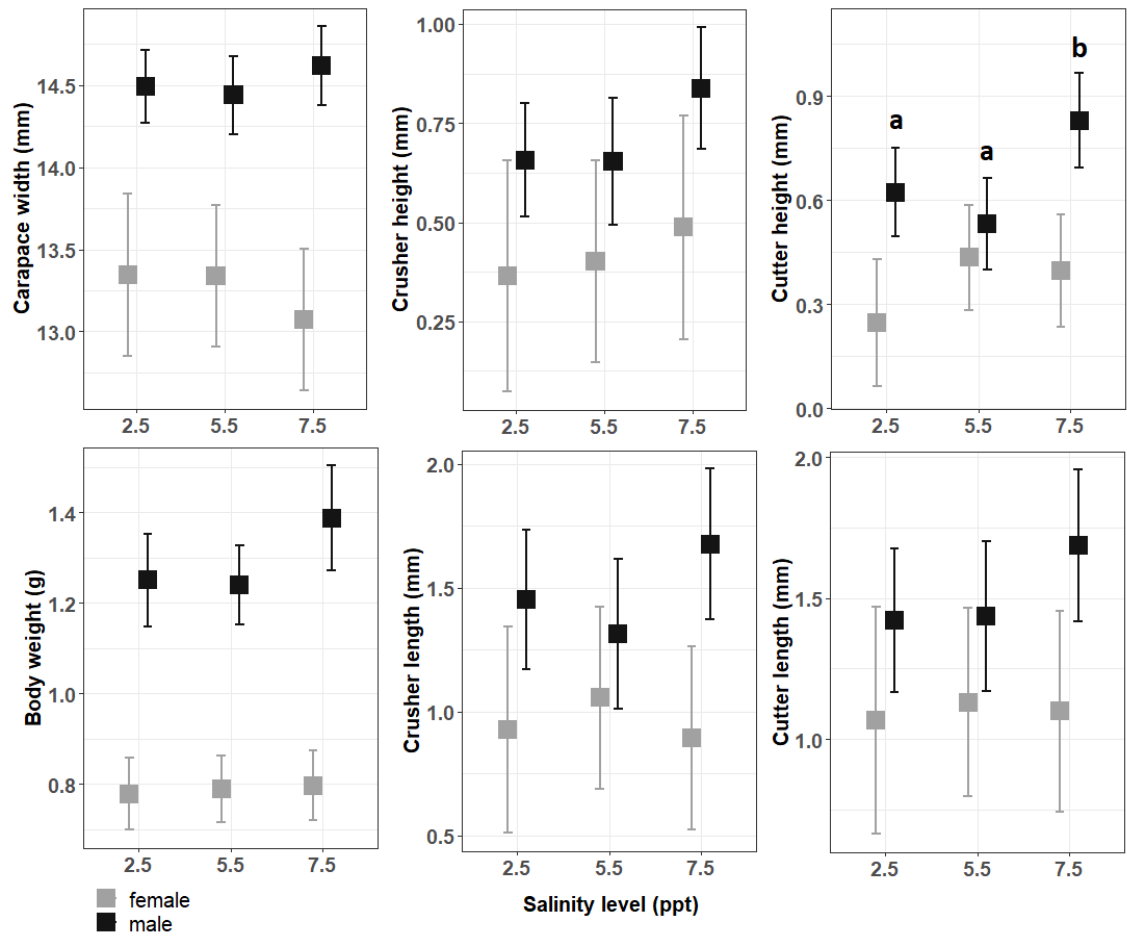 Carapace width (mm)
14.5
14.0
13.5
13.0
2.5 5.5 7.5
Crusher height (mm)
1.00
0.75
0.50
0.25
2.5 5.5 7.5
Cutter height (mm)
0.9
0.6
0.3
0.0
a
a
b
2.5 5.5 7.5
Body weight (g)
1.4
1.2
1.0
0.8
2.5 5.5 7.5
Crusher length (mm)
2.0
1.5
1.0
0.5
2.5 5.5 7.5
Cutter length (mm)
2.0
1.5
1.0
2.5 5.5 7.5
female
male
Salinity level (ppt)